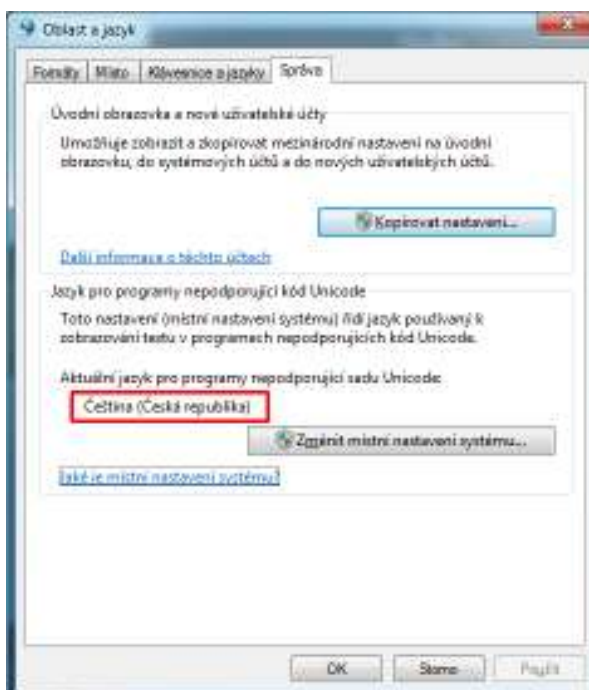 Oblast a jazyk
Formáty Místo Klávesnice a jazyky Správa
Úvodní obrazovka a nové uživatelské účty
Umožňuje zobrazit a zkopírovat mezinárodní nastavení na úvodní
obrazovku, do systémových účtů a do nových uživatelských účtů.
Kopírovat nastavení...
Další informace o těchto účtech
Jazyk pro programy nepodporující kód Unicode
Toto nastavení (místní nastavení systému) řídí jazyk používaný k
zobrazování textu v programech nepodporujících kód Unicode.
Aktuální jazyk pro programy nepodporující sadu Unicode:
Čeština (Česká republika)
Změnit místní nastavení systému...
Jaké je místní nastavení systému?
OK Storno Použít